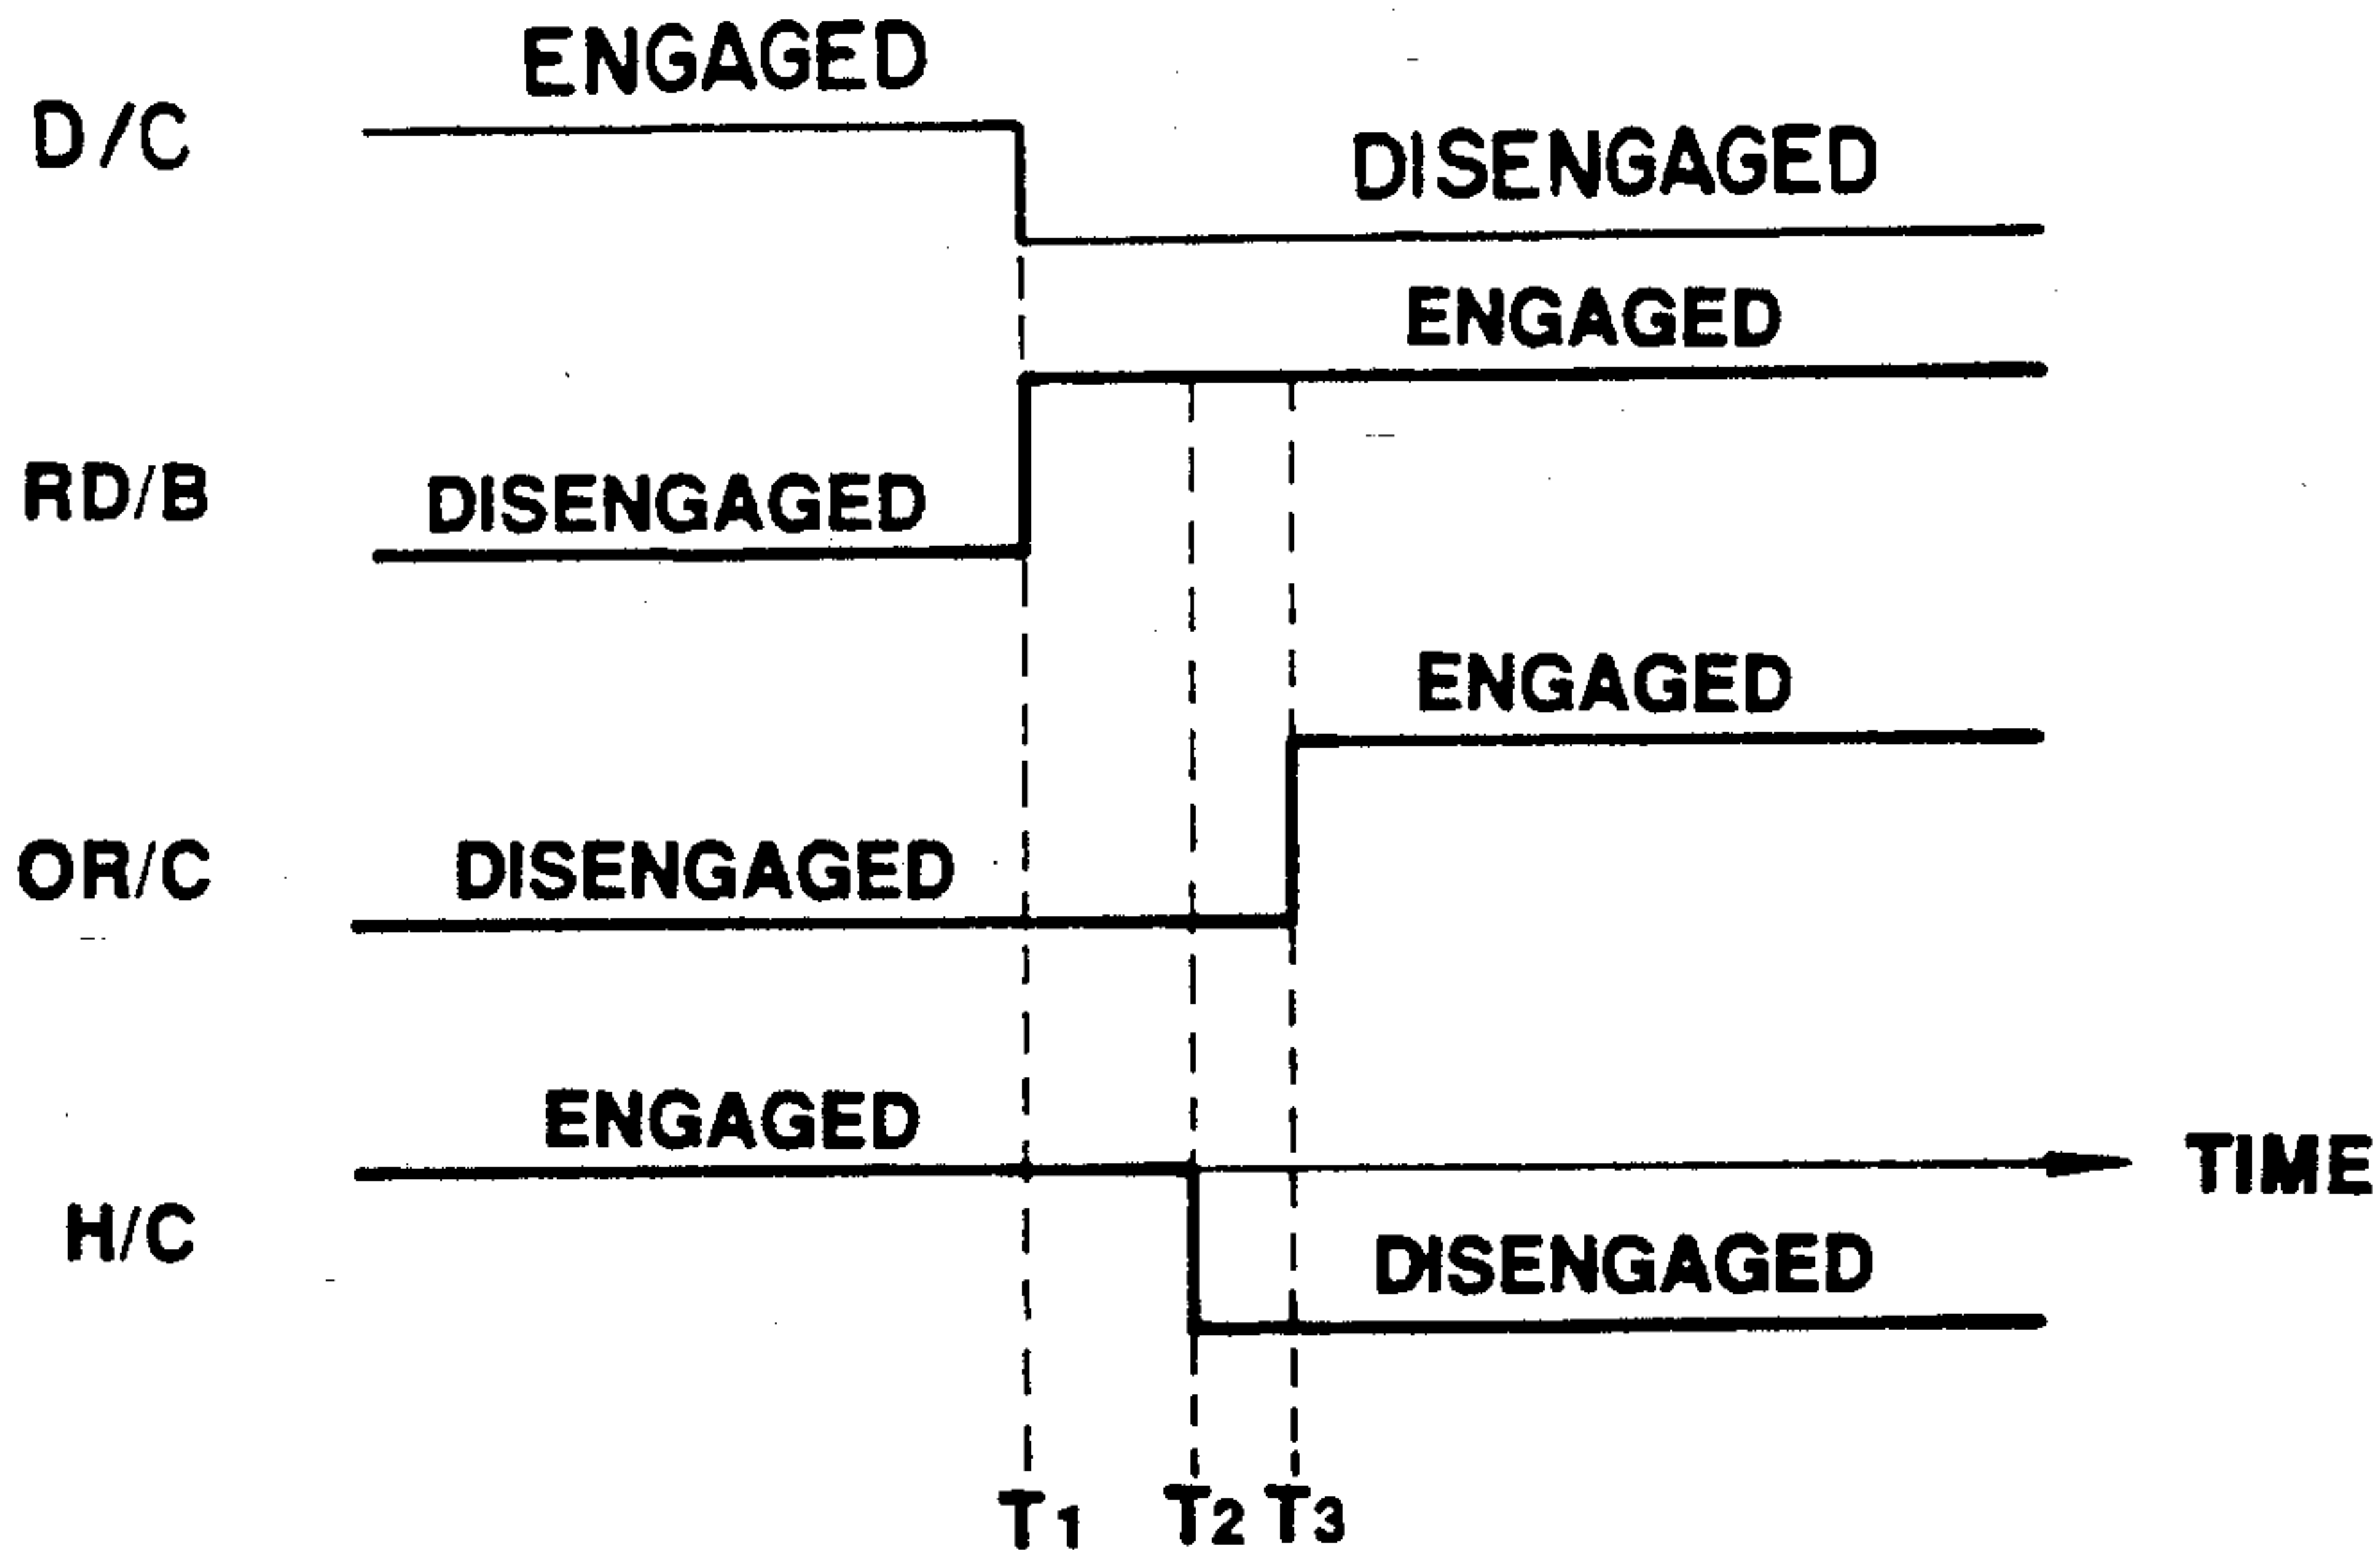 ENGAGED
D/C
DISENGAGED
ENGAGED
RD/B
DISENGAGED
ENGAGED
OR/C
DISENGAGED
ENGAGED
TIME
H/C
DISENGAGED
T1 T2 T3